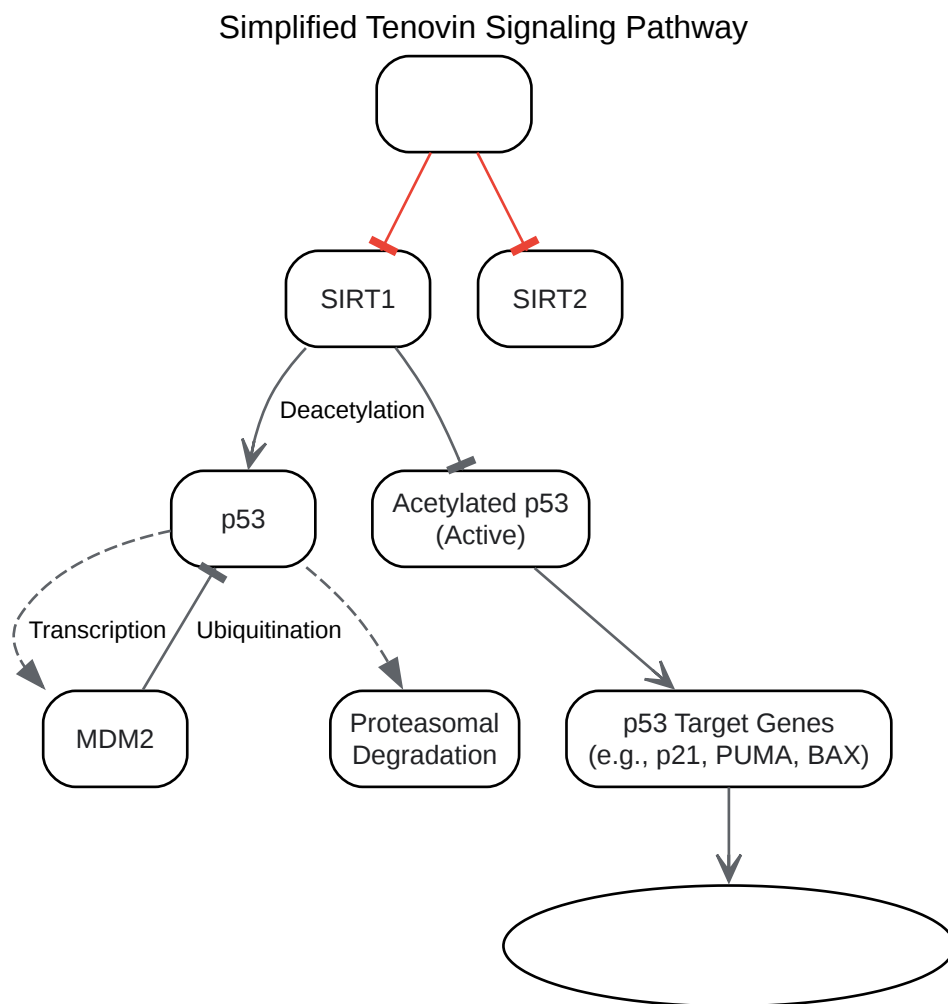 Simplified Tenovin Signaling Pathway
SIRT1
SIRT2
Deacetylation
p53
Acetylated p53
(Active)
Transcription
Ubiquitination
MDM2
Proteasomal
Degradation
p53 Target Genes
(e.g., p21, PUMA, BAX)